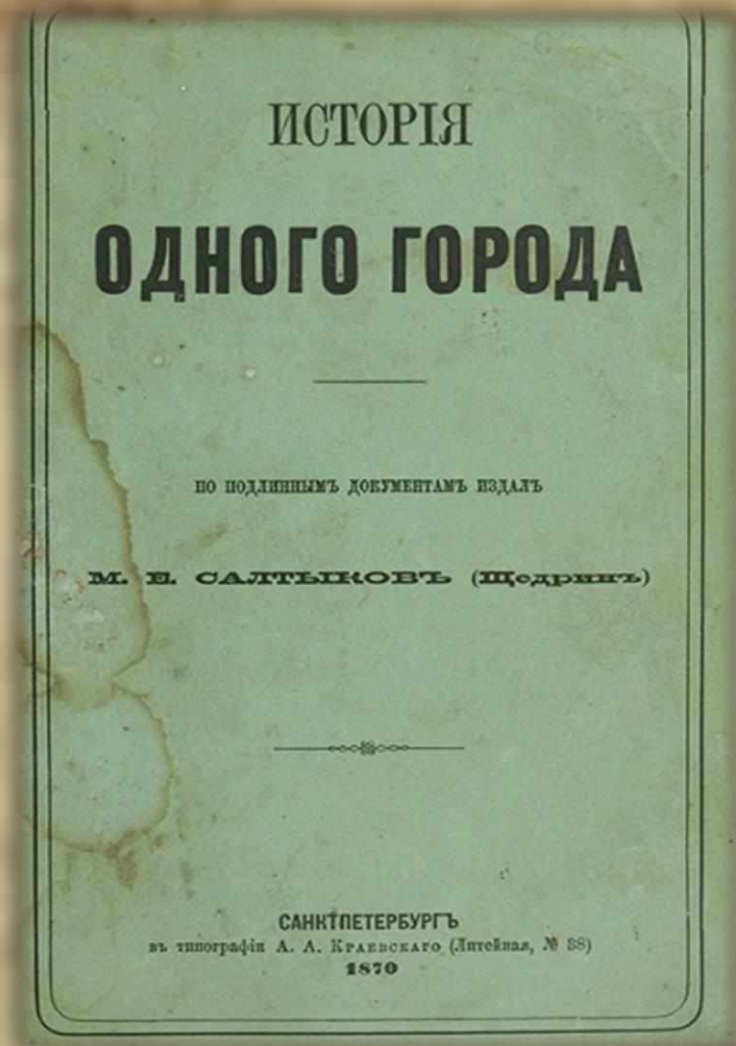 ИСТОРІЯ
ОДНОГО ГОРОДА
ПО ПОДЛИННЫМЪ ДОКУМЕНТАМЪ ИЗДАЛЪ
М. Е. САЛТЫКОВЪ (Щедринъ)
САНКТПЕТЕРБУРГЪ
въ типографіи А. А. Краевскаго (Литейная, № 38)
1870